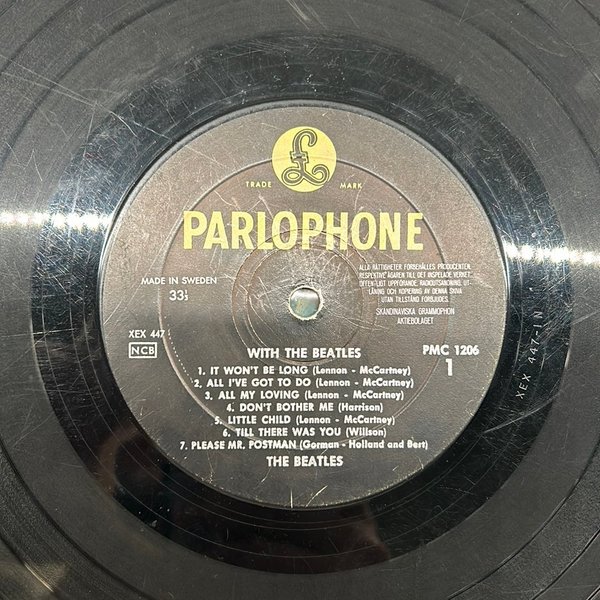 £
TRADE MARK
PARLOPHONE
MADE IN SWEDEN
33⅓
ALLA RÄTTIGHETER FÖRBEHÅLLES PRODUCENTEN,
RESPEKTIVE ÄGAREN TILL DET INSPELADE VERKET.
OFFENTLIGT UPPFÖRANDE, RADIOUTSÄNDNING, UT-
LÅNING OCH KOPIERING AV DENNA SKIVA
UTAN TILLSTÅND FÖRBJUDES.
SKANDINAVISKA GRAMMOPHON
AKTIEBOLAGET
XEX 447
NCB
PMC 1206
1
WITH THE BEATLES
1. IT WON'T BE LONG (Lennon - McCartney)
2. ALL I'VE GOT TO DO (Lennon - McCartney)
3. ALL MY LOVING (Lennon - McCartney)
4. DON'T BOTHER ME (Harrison)
5. LITTLE CHILD (Lennon - McCartney)
6. TILL THERE WAS YOU (Willson)
7. PLEASE MR. POSTMAN (Gorman - Holland and Bert)
THE BEATLES
XEX 447-1N